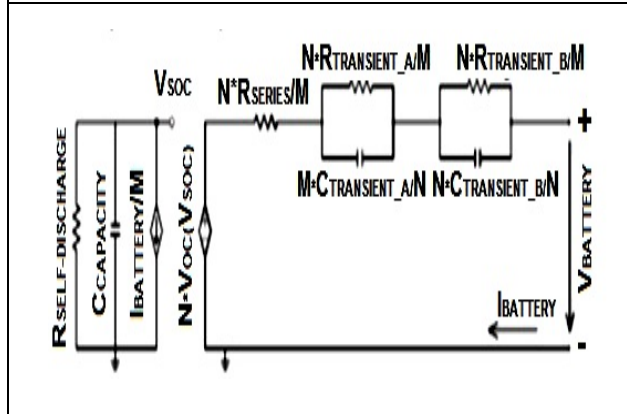 N*RTRANSIENT_A/M
N*RTRANSIENT_B/M
VSOC
N*RSERIES/M
M*CTRANSIENT_A/N
N*CTRANSIENT_B/N
RSELF-DISCHARGE
CCAPACITY
IBATTERY/M
N*VOC(VSOC)
+
VBATTERY
IBATTERY
-